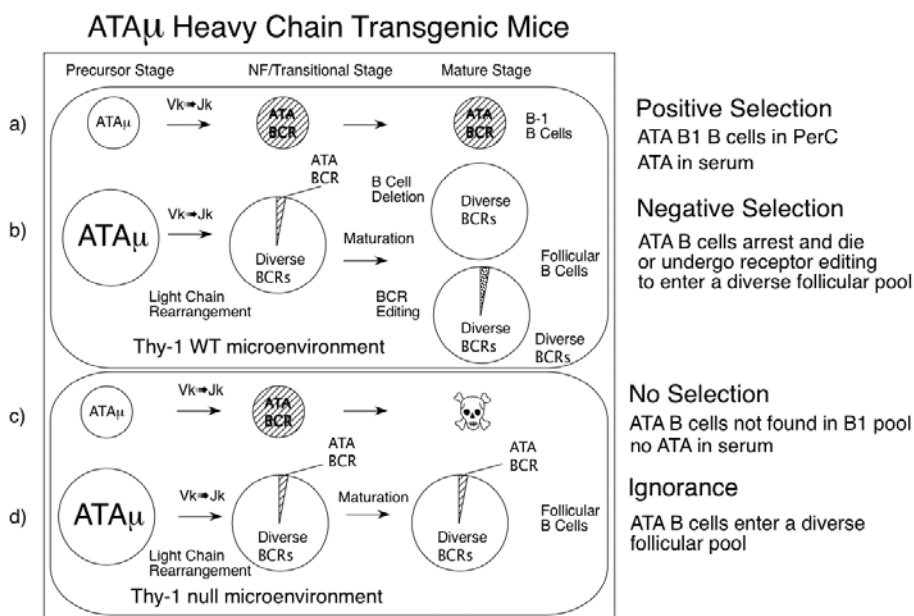 ATAμ Heavy Chain Transgenic Mice
Precursor Stage
NF/Transitional Stage
Mature Stage
a)
ATAμ
Vk➡Jk
ATA
BCR
ATA
BCR
B-1
B Cells
Positive Selection
ATA B1 B cells in PerC
ATA in serum
b)
ATAμ
Vk➡Jk
Light Chain
Rearrangement
ATA
BCR
Diverse
BCRs
Maturation
B Cell
Deletion
Diverse
BCRs
BCR
Editing
Diverse
BCRs
Follicular
B Cells
Diverse
BCRs
Negative Selection
ATA B cells arrest and die
or undergo receptor editing
to enter a diverse follicular pool
Thy-1 WT microenvironment
c)
ATAμ
Vk➡Jk
ATA
BCR
No Selection
ATA B cells not found in B1 pool
no ATA in serum
d)
ATAμ
Vk➡Jk
Light Chain
Rearrangement
ATA
BCR
Diverse
BCRs
Maturation
ATA
BCR
Diverse
BCRs
Follicular
B Cells
Ignorance
ATA B cells enter a diverse
follicular pool
Thy-1 null microenvironment